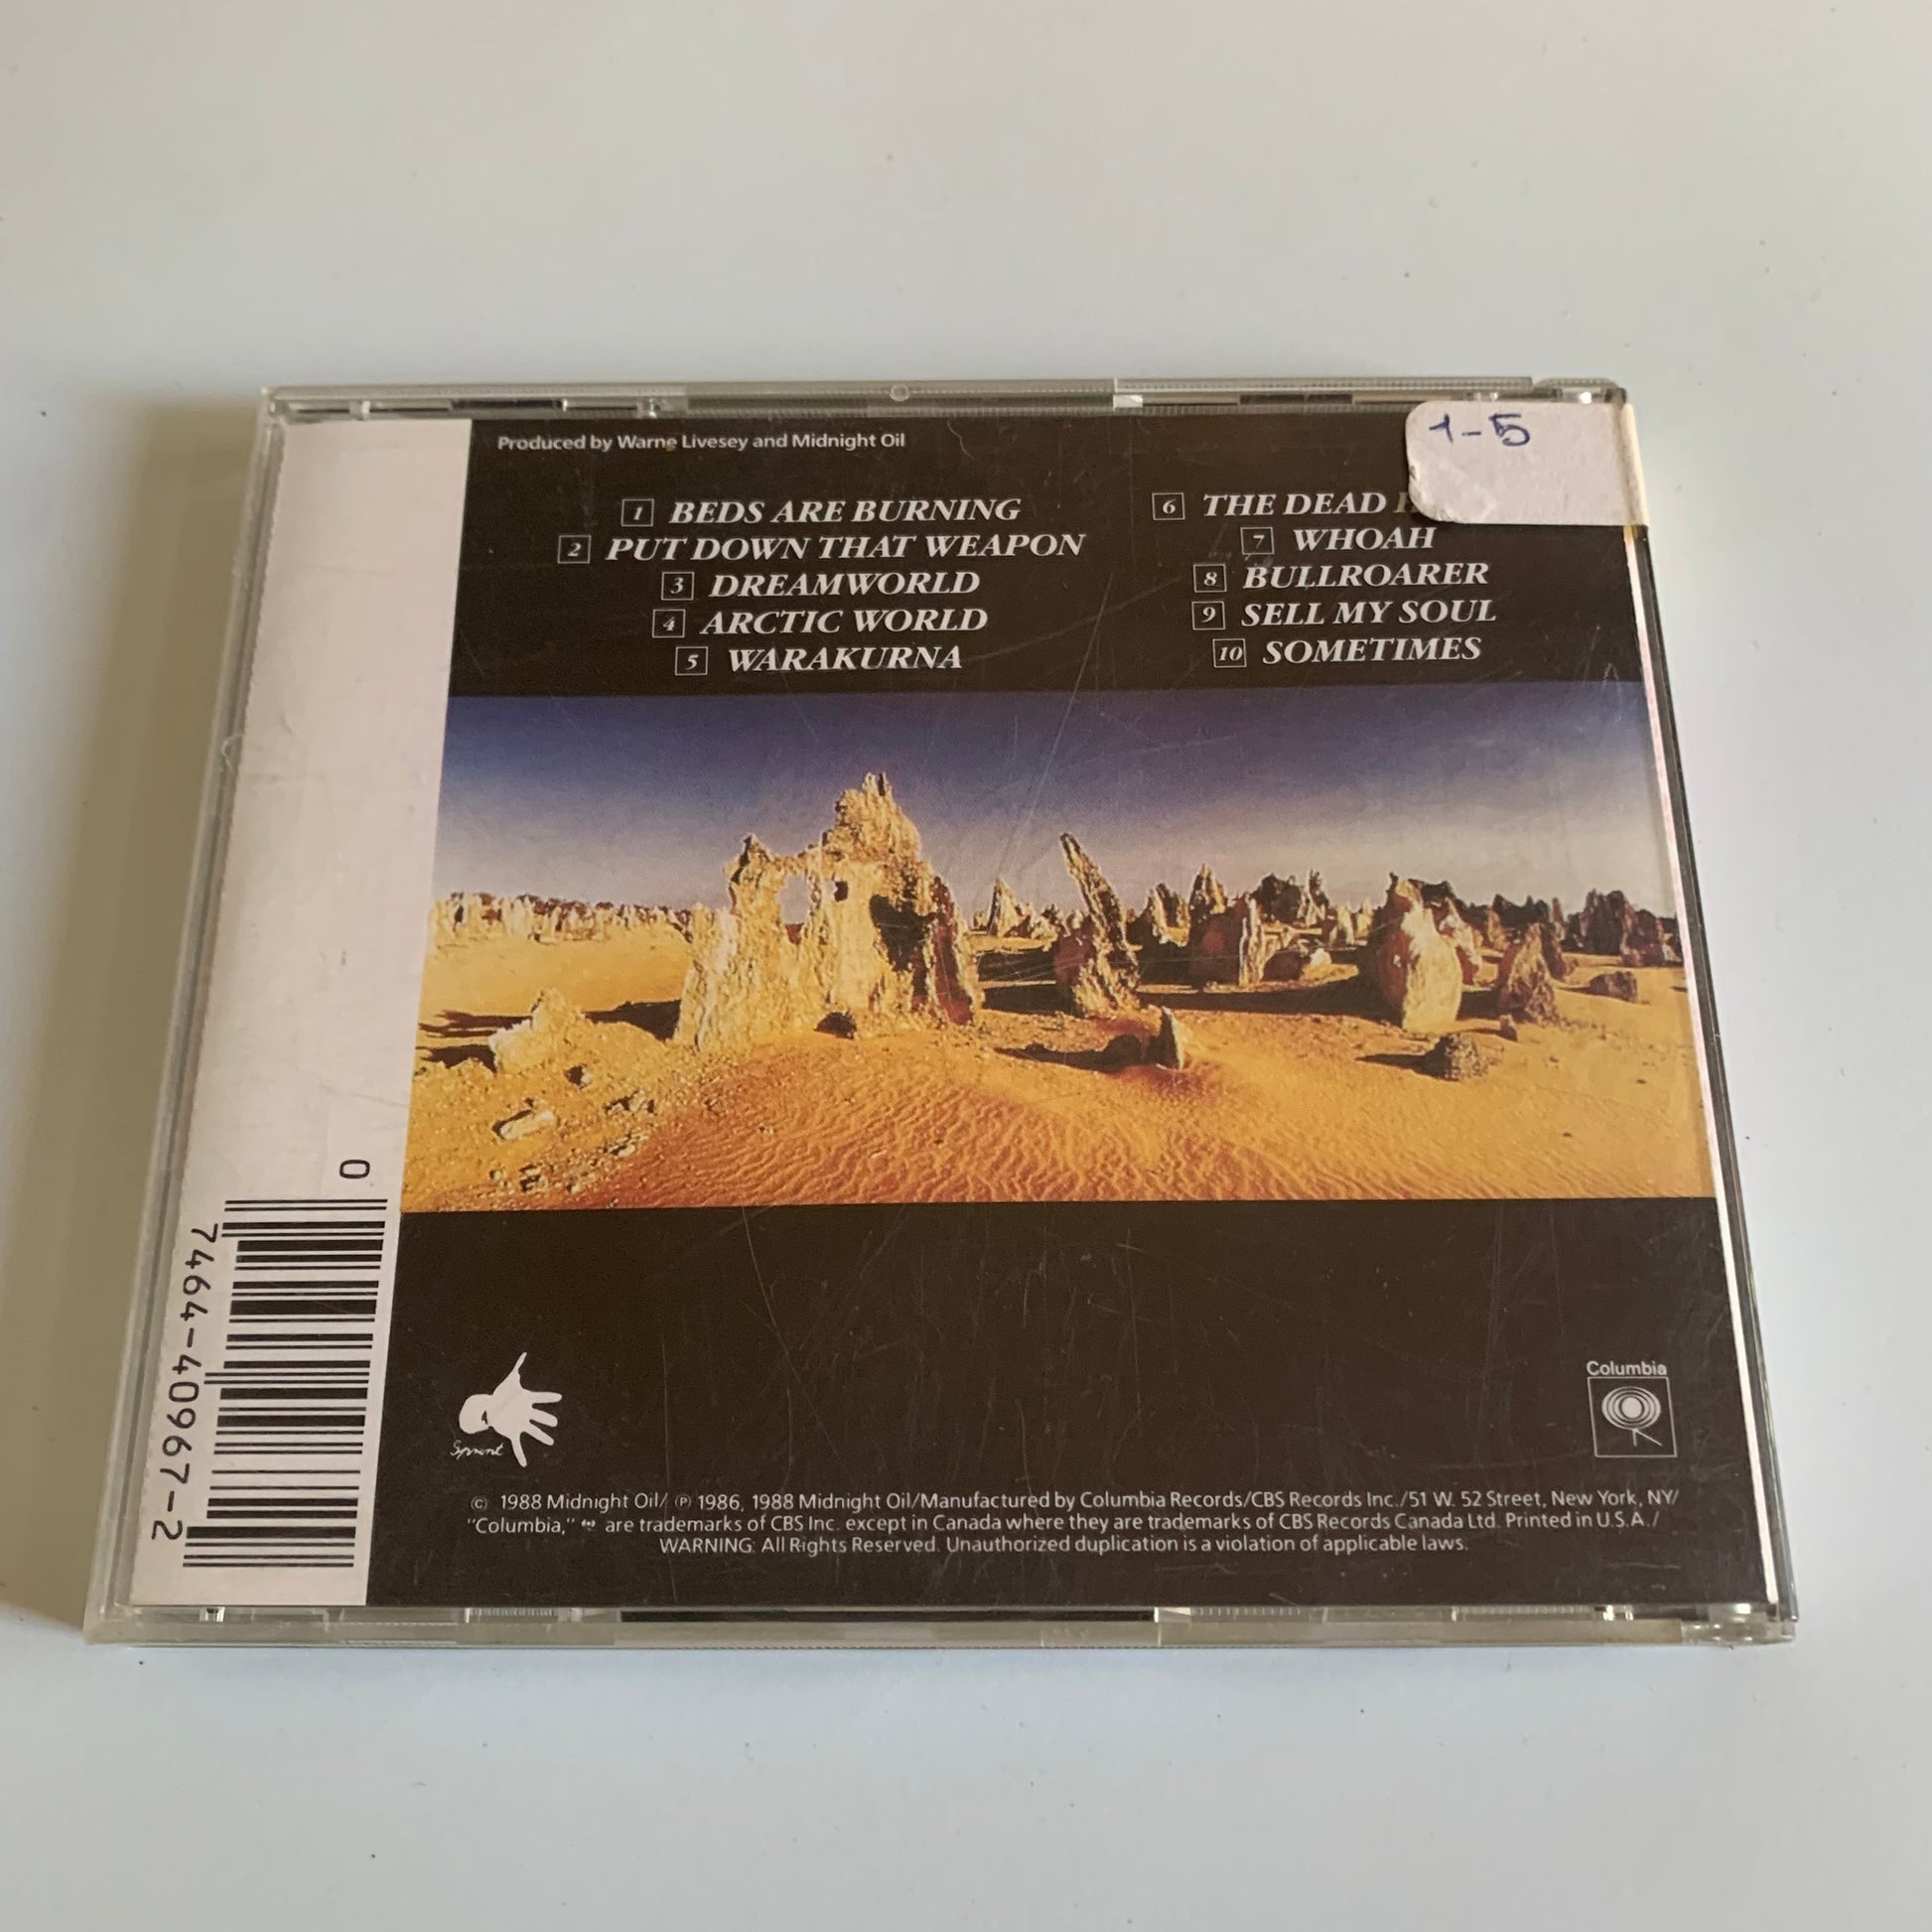 Produced by Warne Livesey and Midnight Oil
1-5
1 BEDS ARE BURNING
2 PUT DOWN THAT WEAPON
3 DREAMWORLD
4 ARCTIC WORLD
5 WARAKURNA
6 THE DEAD
7 WHOAH
8 BULLROARER
9 SELL MY SOUL
10 SOMETIMES
0
7464-40967-2
Sprint
Columbia
© 1988 Midnight Oil/ ℗ 1986, 1988 Midnight Oil/Manufactured by Columbia Records/CBS Records Inc./51 W. 52 Street, New York, NY/
"Columbia," are trademarks of CBS Inc. except in Canada where they are trademarks of CBS Records Canada Ltd. Printed in U.S.A./
WARNING: All Rights Reserved. Unauthorized duplication is a violation of applicable laws.